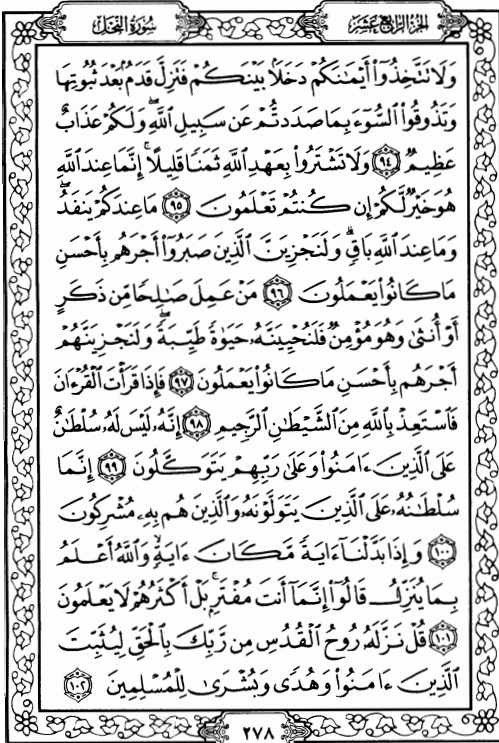 الجزء الرابع عشر
سورة النحل
وَلَا تَتَّخِذُوٓا۟ أَيْمَٰنَكُمْ دَخَلًۢا بَيْنَكُمْ فَتَزِلَّ قَدَمٌۢ بَعْدَ ثُبُوتِهَا
وَتَذُوقُوا۟ ٱلسُّوٓءَ بِمَا صَدَدتُّمْ عَن سَبِيلِ ٱللَّهِ ۖ وَلَكُمْ عَذَابٌ
عَظِيمٌ ٩٤ وَلَا تَشْتَرُوا۟ بِعَهْدِ ٱللَّهِ ثَمَنًا قَلِيلًا ۚ إِنَّمَا عِندَ ٱللَّهِ
هُوَ خَيْرٌ لَّكُمْ إِن كُنتُمْ تَعْلَمُونَ ٩٥ مَا عِندَكُمْ يَنفَدُ ۖ
وَمَا عِندَ ٱللَّهِ بَاقٍ ۗ وَلَنَجْزِيَنَّ ٱلَّذِينَ صَبَرُوٓا۟ أَجْرَهُم بِأَحْسَنِ
مَا كَانُوا۟ يَعْمَلُونَ ٩٦ مَنْ عَمِلَ صَٰلِحًا مِّن ذَكَرٍ
أَوْ أُنثَىٰ وَهُوَ مُؤْمِنٌ فَلَنُحْيِيَنَّهُۥ حَيَوٰةً طَيِّبَةً ۖ وَلَنَجْزِيَنَّهُمْ
أَجْرَهُم بِأَحْسَنِ مَا كَانُوا۟ يَعْمَلُونَ ٩٧ فَإِذَا قَرَأْتَ ٱلْقُرْءَانَ
فَٱسْتَعِذْ بِٱللَّهِ مِنَ ٱلشَّيْطَٰنِ ٱلرَّجِيمِ ٩٨ إِنَّهُۥ لَيْسَ لَهُۥ سُلْطَٰنٌ
عَلَى ٱلَّذِينَ ءَامَنُوا۟ وَعَلَىٰ رَبِّهِمْ يَتَوَكَّلُونَ ٩٩ إِنَّمَا
سُلْطَٰنُهُۥ عَلَى ٱلَّذِينَ يَتَوَلَّوْنَهُۥ وَٱلَّذِينَ هُم بِهِۦ مُشْرِكُونَ
١٠٠ وَإِذَا بَدَّلْنَآ ءَايَةً مَّكَانَ ءَايَةٍ ۙ وَٱللَّهُ أَعْلَمُ
بِمَا يُنَزِّلُ قَالُوٓا۟ إِنَّمَآ أَنتَ مُفْتَرٍۭ ۚ بَلْ أَكْثَرُهُمْ لَا يَعْلَمُونَ
١٠١ قُلْ نَزَّلَهُۥ رُوحُ ٱلْقُدُسِ مِن رَّبِّكَ بِٱلْحَقِّ لِيُثَبِّتَ
ٱلَّذِينَ ءَامَنُوا۟ وَهُدًى وَبُشْرَىٰ لِلْمُسْلِمِينَ ١٠٢
٢٧٨